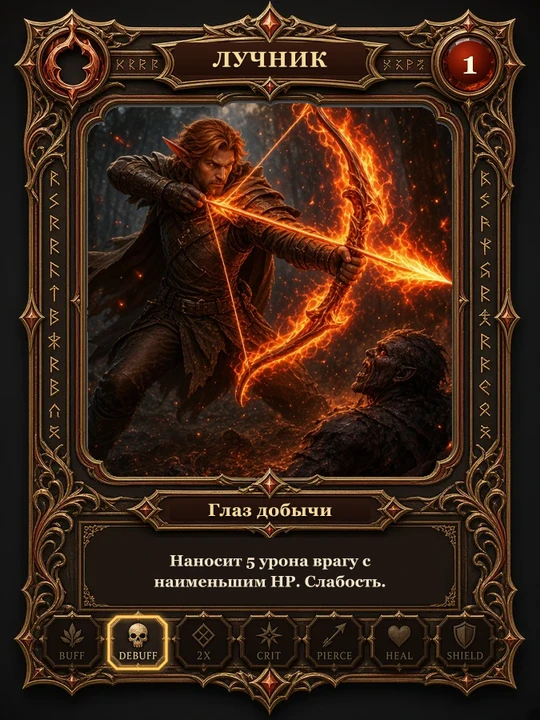 ЛУЧНИК
1
Глаз добычи
Наносит 5 урона врагу с
наименьшим HP. Слабость.
BUFF
DEBUFF
2X
CRIT
PIERCE
HEAL
SHIELD